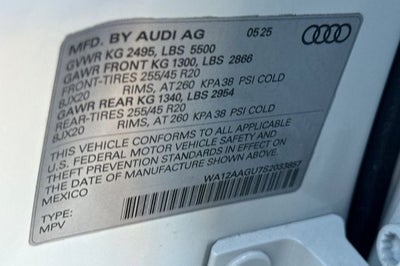 MFD. BY AUDI AG 05 25
GVWR KG 2495, LBS 5500
GAWR FRONT KG 1300, LBS 2866
FRONT-TIRES 255/45 R20
8JX20 RIMS, AT 260 KPA 38 PSI COLD
GAWR REAR KG 1340, LBS 2954
REAR-TIRES 255/45 R20
8JX20 RIMS, AT 260 KPA 38 PSI COLD
THIS VEHICLE CONFORMS TO ALL APPLICABLE
U.S. FEDERAL MOTOR VEHICLE SAFETY AND
THEFT PREVENTION STANDARDS IN EFFECT ON
THE DATE OF MANUFACTURE SHOWN ABOVE.
MEXICO WA12AAGU7S2033857
TYPE:
MPV